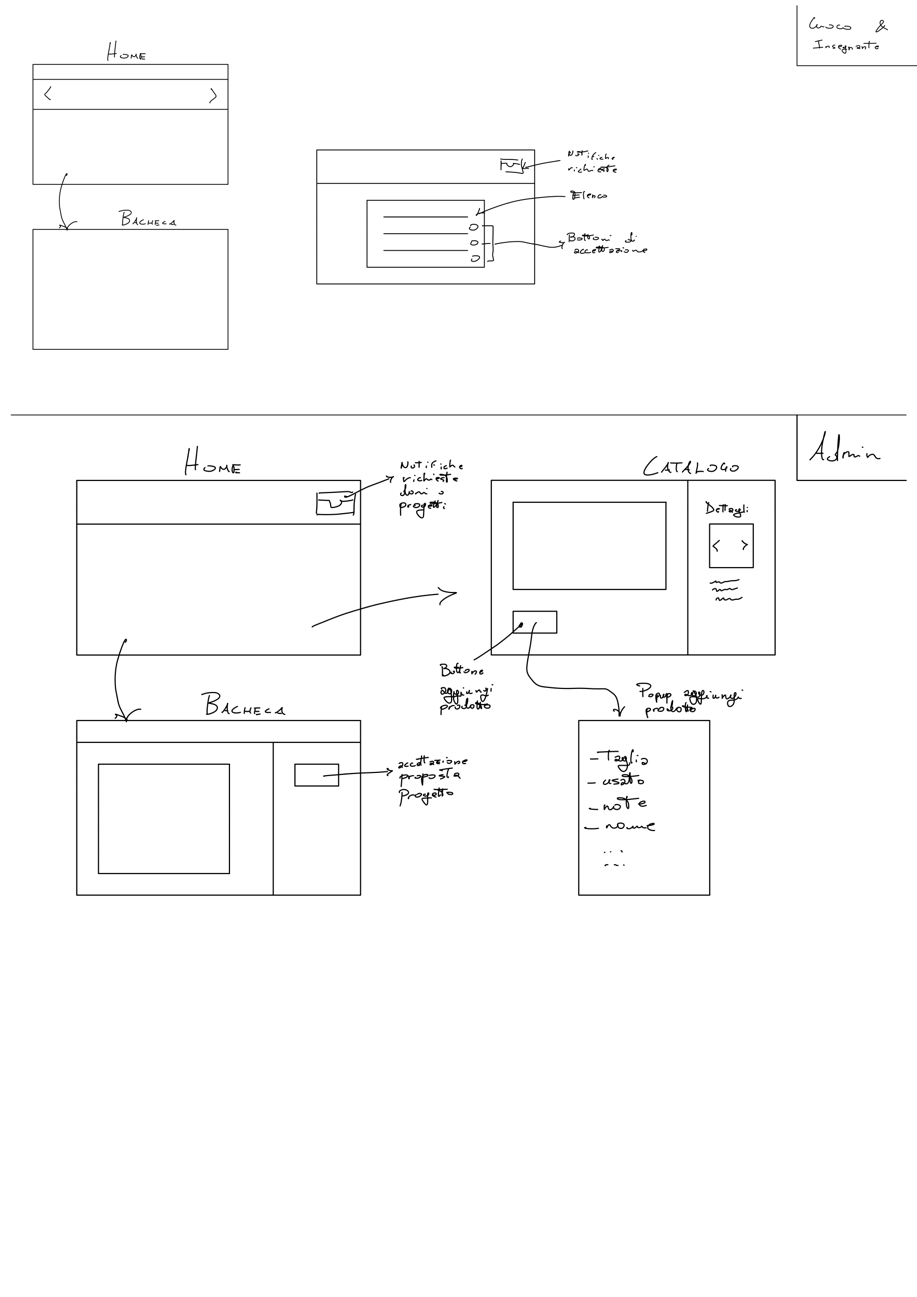 Cuoco &
Insegnante
HOME
BACHECA
Notifiche
richieste
Elenco
Bottoni di
accettazione
Admin
HOME
Notifiche
richieste
doni o
progetti
CATALOGO
Dettagli
Bottone
aggiungi
prodotto
Popup aggiungi
prodotto
- Taglia
- usato
- note
- nome
...
...
BACHECA
accettazione
proposta
Progetto